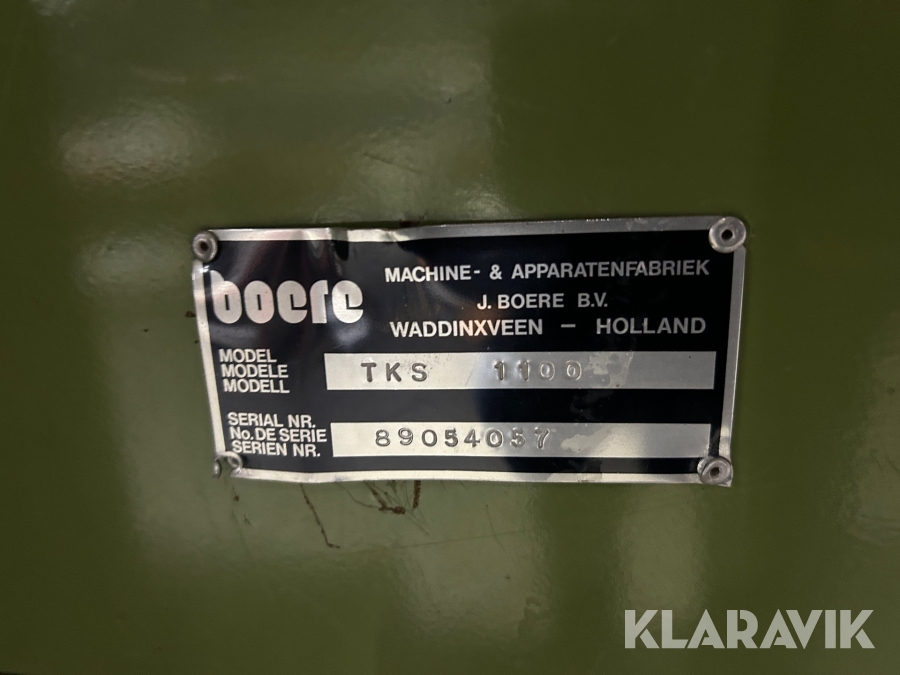 boere
MACHINE- & APPARATENFABRIEK
J. BOERE B.V.
WADDINXVEEN – HOLLAND
MODEL
MODELE
MODELL
TKS 1100
SERIAL NR.
No. DE SERIE
SERIEN NR.
89054037
KLARAVIK